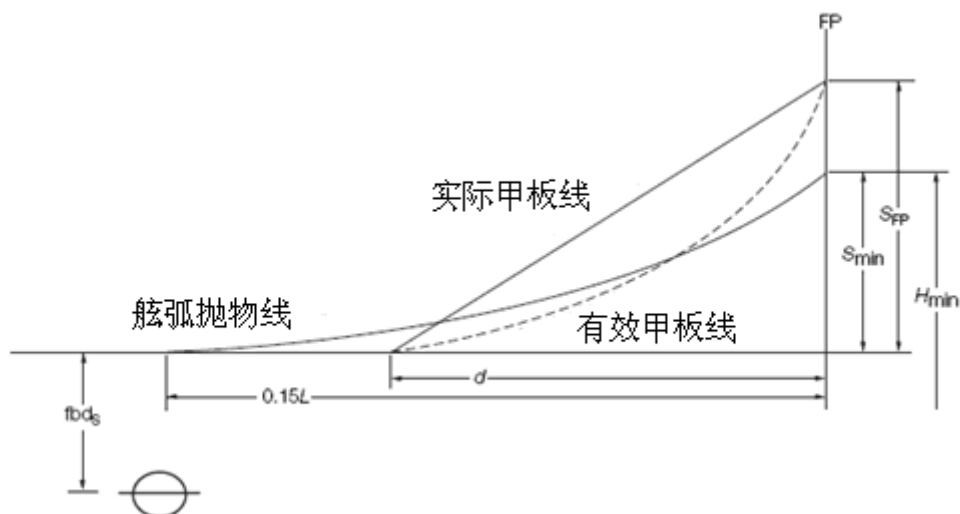 FP
实际甲板线
S_FP
S_min
H_min
舷弧抛物线
有效甲板线
d
0.15L
fbd_s